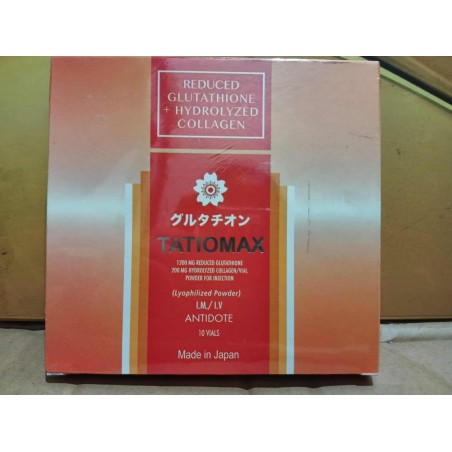 REDUCED
GLUTATHIONE
+ HYDROLYZED
COLLAGEN
グルタチオン
TATIOMAX
1200 MG REDUCED GLUTATHIONE
200 MG HYDROLYZED COLLAGEN/VIAL
POWDER FOR INJECTION
(Lyophilized Powder)
I.M./ I.V
ANTIDOTE
10 VIALS
Made in Japan